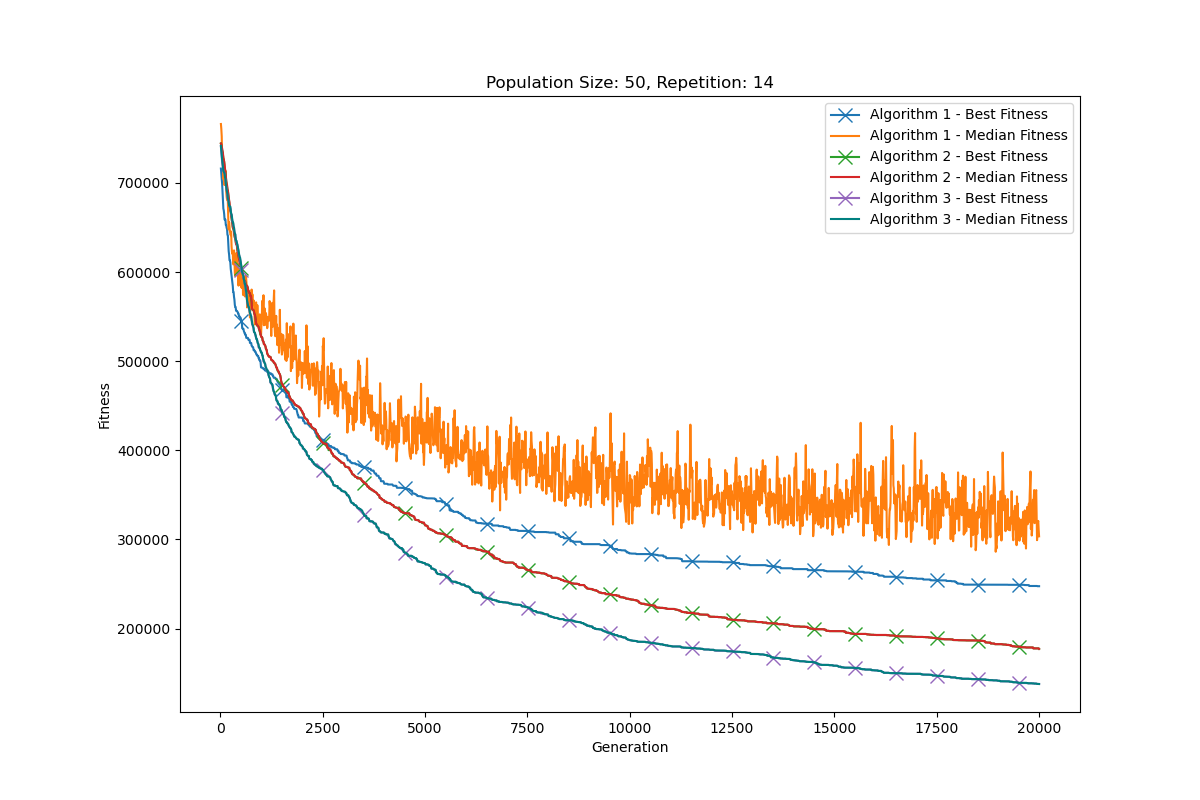 Population Size: 50, Repetition: 14
Algorithm 1 - Best Fitness
Algorithm 1 - Median Fitness
Algorithm 2 - Best Fitness
Algorithm 2 - Median Fitness
Algorithm 3 - Best Fitness
Algorithm 3 - Median Fitness
700000
600000
500000
400000
300000
200000
Fitness
0 2500 5000 7500 10000 12500 15000 17500 20000
Generation